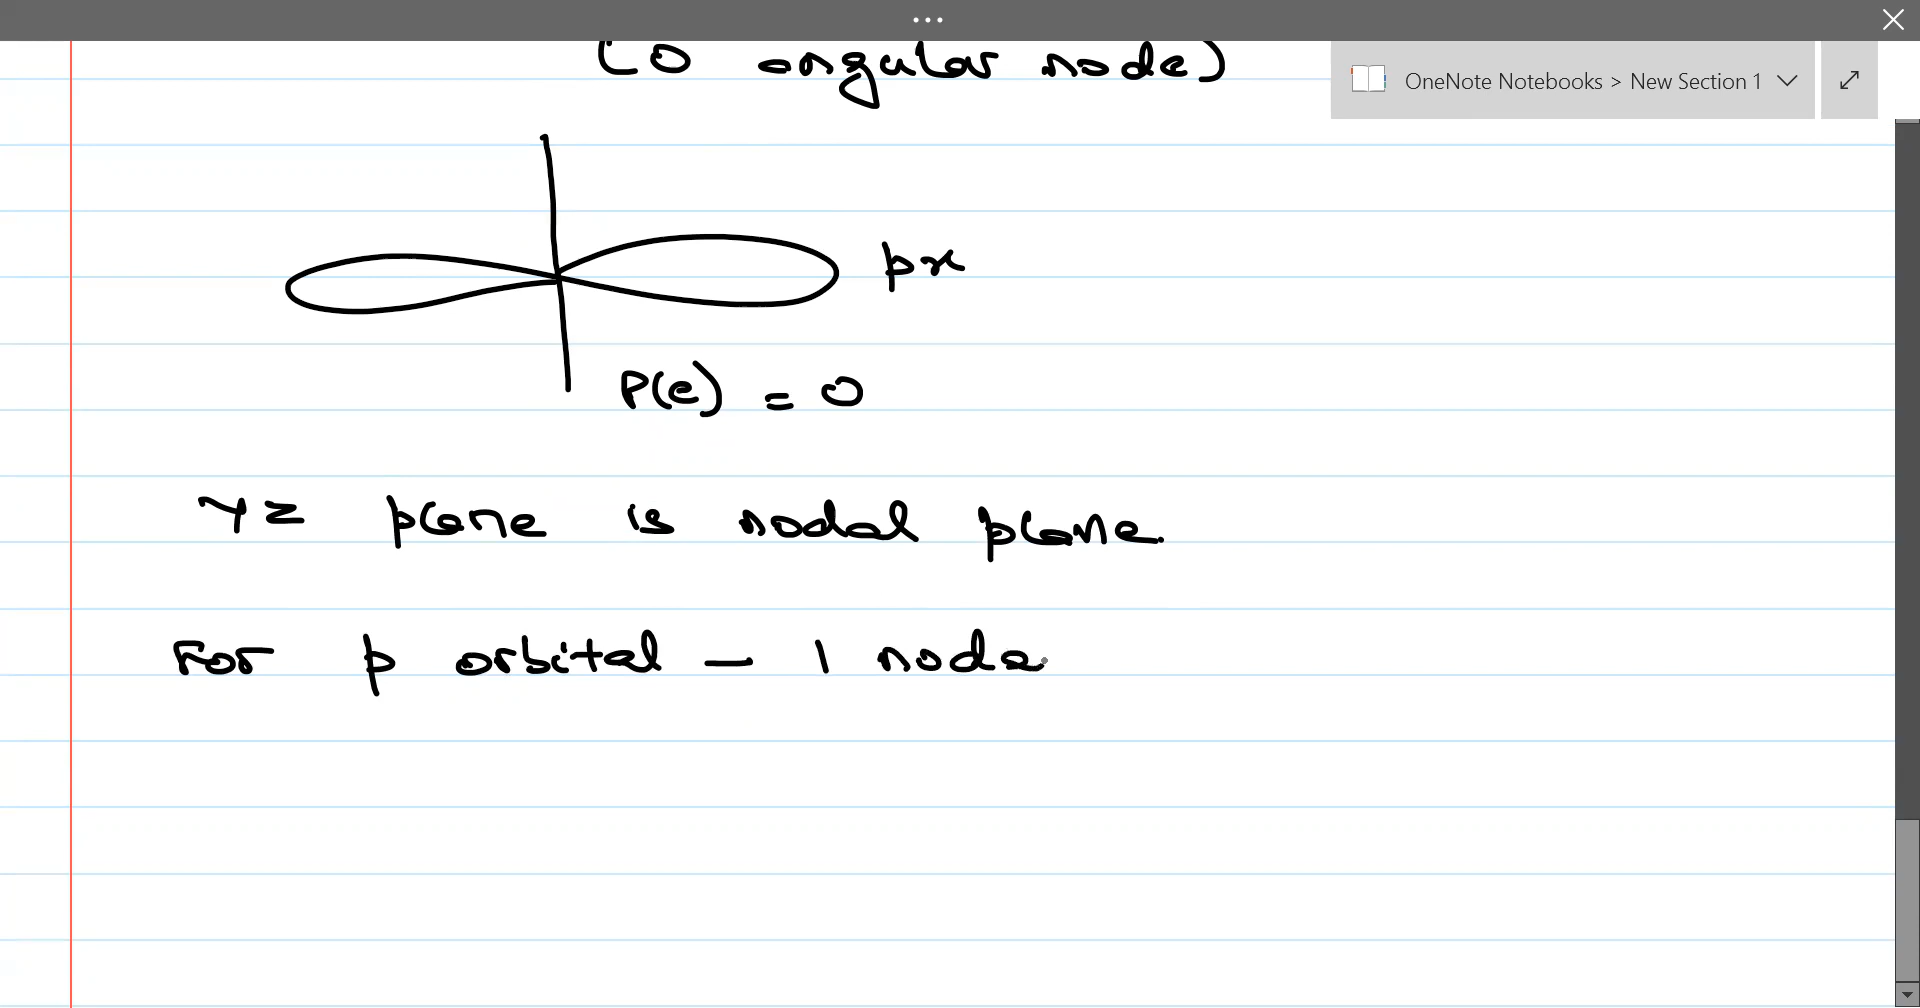 (0 angular node)
OneNote Notebooks > New Section 1
px
P(e) = 0
YZ plane is nodal plane.
For p orbital - 1 node